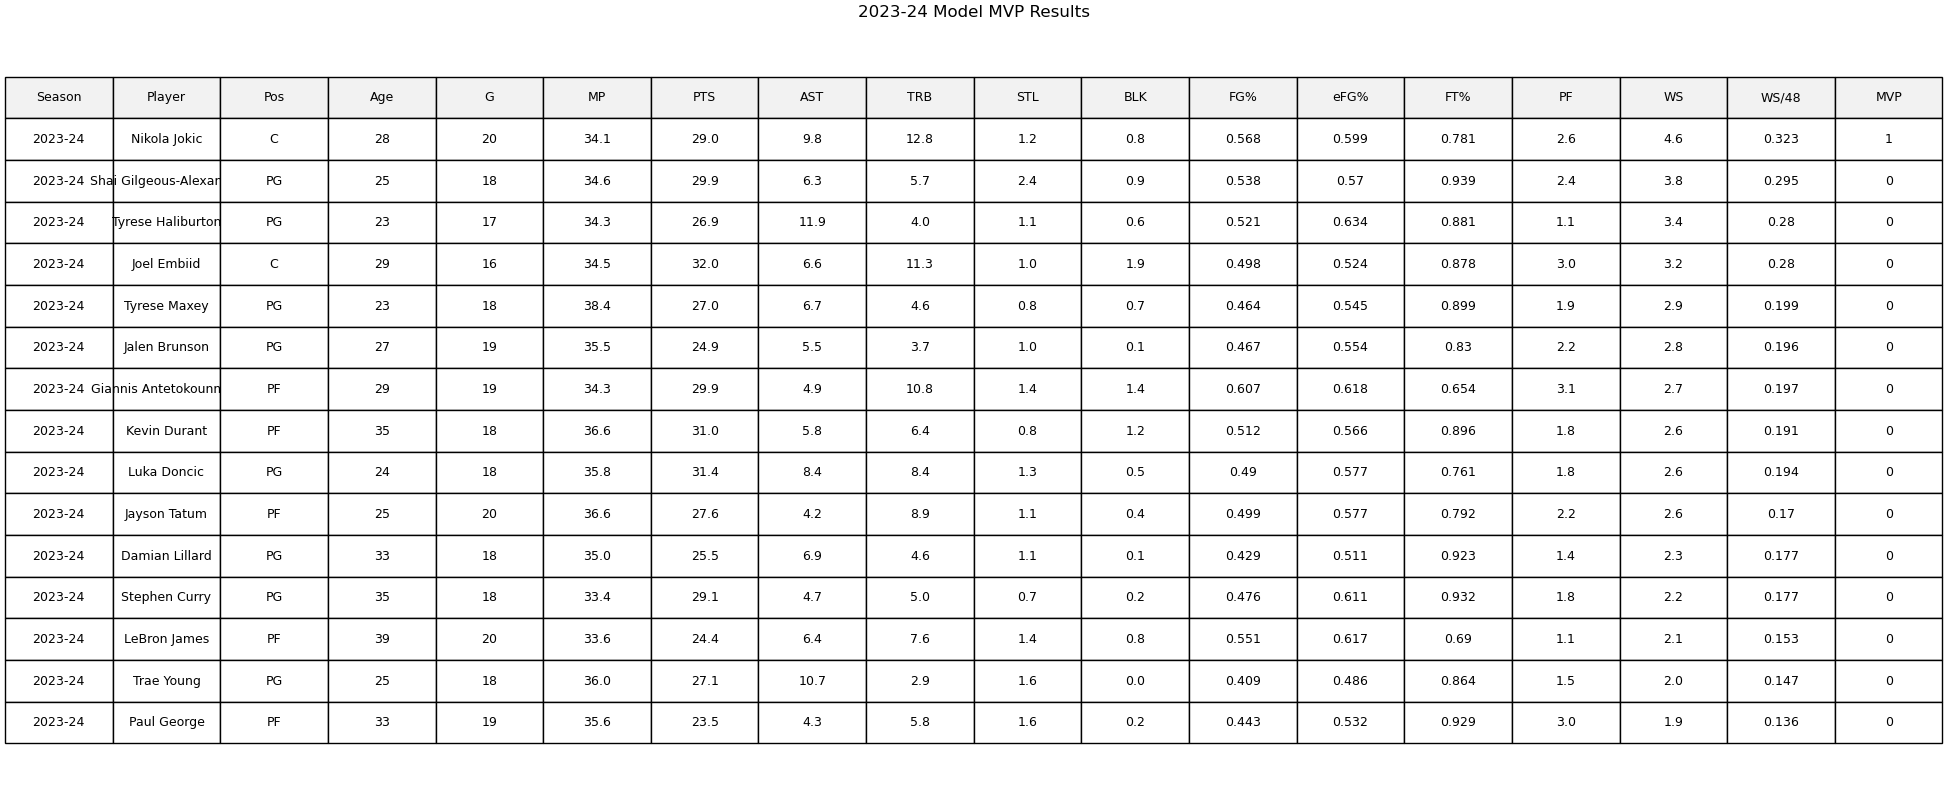 2023-24 Model MVP Results
Season Player Pos Age G MP PTS AST TRB STL BLK FG% eFG% FT% PF WS WS/48 MVP
2023-24 Nikola Jokic C 28 20 34.1 29.0 9.8 12.8 1.2 0.8 0.568 0.599 0.781 2.6 4.6 0.323 1
2023-24 Shai Gilgeous-Alexan PG 25 18 34.6 29.9 6.3 5.7 2.4 0.9 0.538 0.57 0.939 2.4 3.8 0.295 0
2023-24 Tyrese Haliburton PG 23 17 34.3 26.9 11.9 4.0 1.1 0.6 0.521 0.634 0.881 1.1 3.4 0.28 0
2023-24 Joel Embiid C 29 16 34.5 32.0 6.6 11.3 1.0 1.9 0.498 0.524 0.878 3.0 3.2 0.28 0
2023-24 Tyrese Maxey PG 23 18 38.4 27.0 6.7 4.6 0.8 0.7 0.464 0.545 0.899 1.9 2.9 0.199 0
2023-24 Jalen Brunson PG 27 19 35.5 24.9 5.5 3.7 1.0 0.1 0.467 0.554 0.83 2.2 2.8 0.196 0
2023-24 Giannis Antetokounn PF 29 19 34.3 29.9 4.9 10.8 1.4 1.4 0.607 0.618 0.654 3.1 2.7 0.197 0
2023-24 Kevin Durant PF 35 18 36.6 31.0 5.8 6.4 0.8 1.2 0.512 0.566 0.896 1.8 2.6 0.191 0
2023-24 Luka Doncic PG 24 18 35.8 31.4 8.4 8.4 1.3 0.5 0.49 0.577 0.761 1.8 2.6 0.194 0
2023-24 Jayson Tatum PF 25 20 36.6 27.6 4.2 8.9 1.1 0.4 0.499 0.577 0.792 2.2 2.6 0.17 0
2023-24 Damian Lillard PG 33 18 35.0 25.5 6.9 4.6 1.1 0.1 0.429 0.511 0.923 1.4 2.3 0.177 0
2023-24 Stephen Curry PG 35 18 33.4 29.1 4.7 5.0 0.7 0.2 0.476 0.611 0.932 1.8 2.2 0.177 0
2023-24 LeBron James PF 39 20 33.6 24.4 6.4 7.6 1.4 0.8 0.551 0.617 0.69 1.1 2.1 0.153 0
2023-24 Trae Young PG 25 18 36.0 27.1 10.7 2.9 1.6 0.0 0.409 0.486 0.864 1.5 2.0 0.147 0
2023-24 Paul George PF 33 19 35.6 23.5 4.3 5.8 1.6 0.2 0.443 0.532 0.929 3.0 1.9 0.136 0